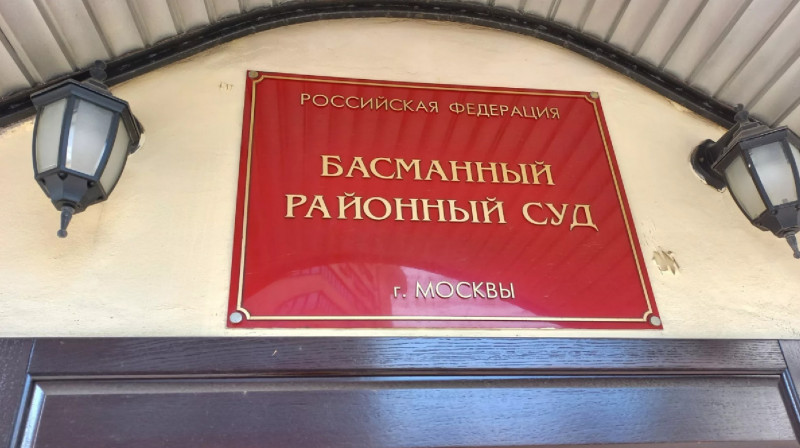 РОССИЙСКАЯ ФЕДЕРАЦИЯ
БАСМАННЫЙ
РАЙОННЫЙ СУД
г. МОСКВЫ